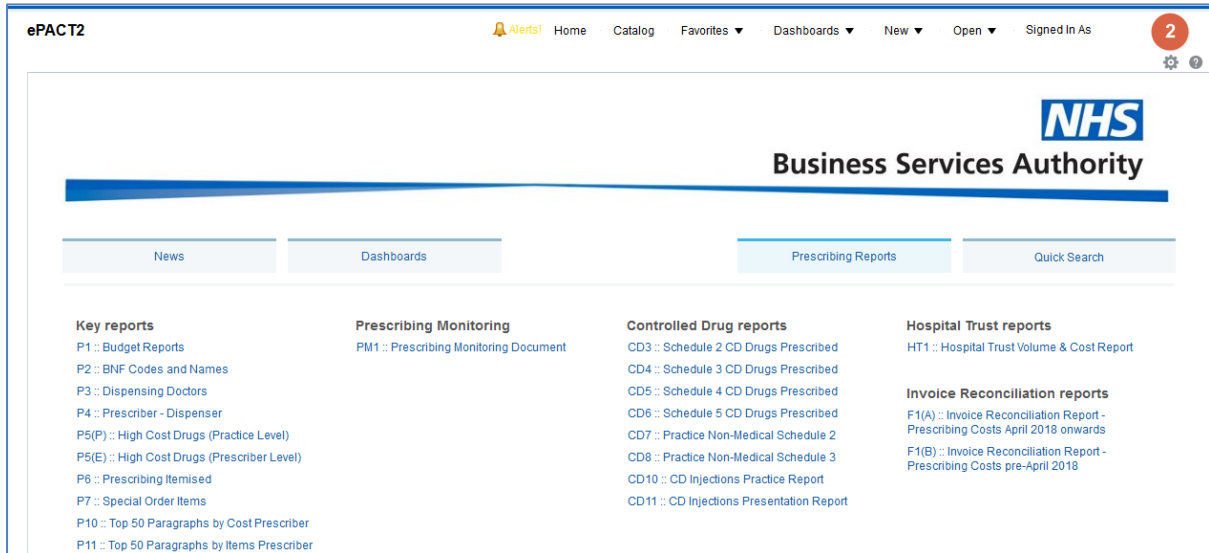 ePACT2
Alerts! Home Catalog Favorites ▼ Dashboards ▼ New ▼ Open ▼ Signed In As
2
NHS
Business Services Authority
News Dashboards Prescribing Reports Quick Search
Key reports
P1 :: Budget Reports
P2 :: BNF Codes and Names
P3 :: Dispensing Doctors
P4 :: Prescriber - Dispenser
P5(P) :: High Cost Drugs (Practice Level)
P5(E) :: High Cost Drugs (Prescriber Level)
P6 :: Prescribing Itemised
P7 :: Special Order Items
P10 :: Top 50 Paragraphs by Cost Prescriber
P11 :: Top 50 Paragraphs by Items Prescriber
Prescribing Monitoring
PM1 :: Prescribing Monitoring Document
Controlled Drug reports
CD3 :: Schedule 2 CD Drugs Prescribed
CD4 :: Schedule 3 CD Drugs Prescribed
CD5 :: Schedule 4 CD Drugs Prescribed
CD6 :: Schedule 5 CD Drugs Prescribed
CD7 :: Practice Non-Medical Schedule 2
CD8 :: Practice Non-Medical Schedule 3
CD10 :: CD Injections Practice Report
CD11 :: CD Injections Presentation Report
Hospital Trust reports
HT1 :: Hospital Trust Volume & Cost Report
Invoice Reconciliation reports
F1(A) :: Invoice Reconciliation Report -
Prescribing Costs April 2018 onwards
F1(B) :: Invoice Reconciliation Report -
Prescribing Costs pre-April 2018